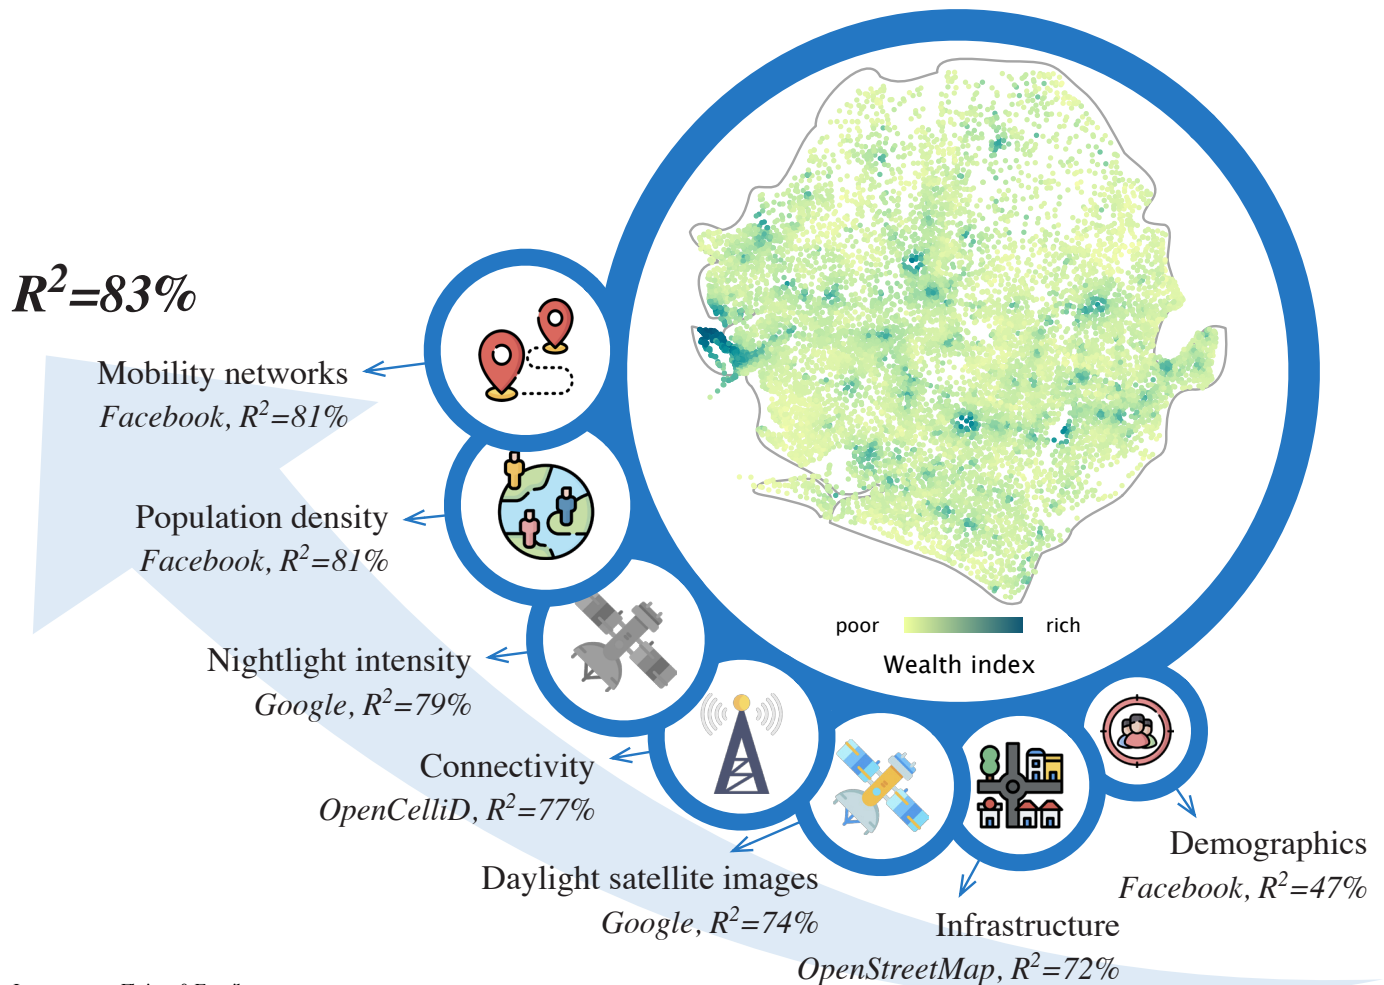 R²=83%
Mobility networks
Facebook, R²=81%
Population density
Facebook, R²=81%
Nightlight intensity
Google, R²=79%
Connectivity
OpenCelliD, R²=77%
Daylight satellite images
Google, R²=74%
Infrastructure
OpenStreetMap, R²=72%
Demographics
Facebook, R²=47%
poor
rich
Wealth index